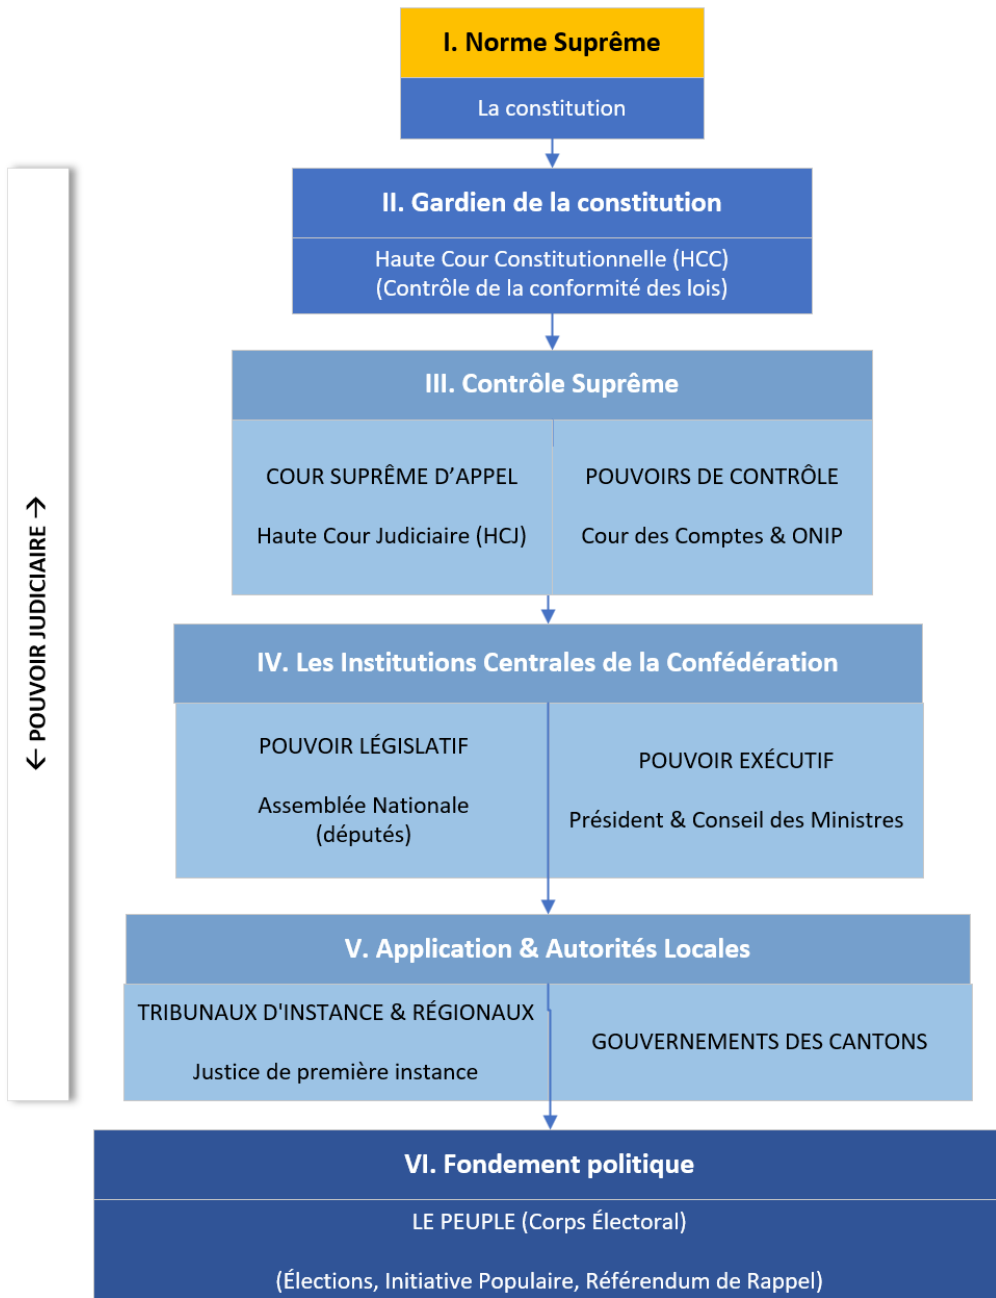 I. Norme Suprême
La constitution
II. Gardien de la constitution
Haute Cour Constitutionnelle (HCC)
(Contrôle de la conformité des lois)
III. Contrôle Suprême
COUR SUPRÊME D’APPEL
Haute Cour Judiciaire (HCJ)
POUVOIRS DE CONTRÔLE
Cour des Comptes & ONIP
← POUVOIR JUDICIAIRE →
IV. Les Institutions Centrales de la Confédération
POUVOIR LÉGISLATIF
Assemblée Nationale
(députés)
POUVOIR EXÉCUTIF
Président & Conseil des Ministres
V. Application & Autorités Locales
TRIBUNAUX D'INSTANCE & RÉGIONAUX
Justice de première instance
GOUVERNEMENTS DES CANTONS
VI. Fondement politique
LE PEUPLE (Corps Électoral)
(Élections, Initiative Populaire, Référendum de Rappel)